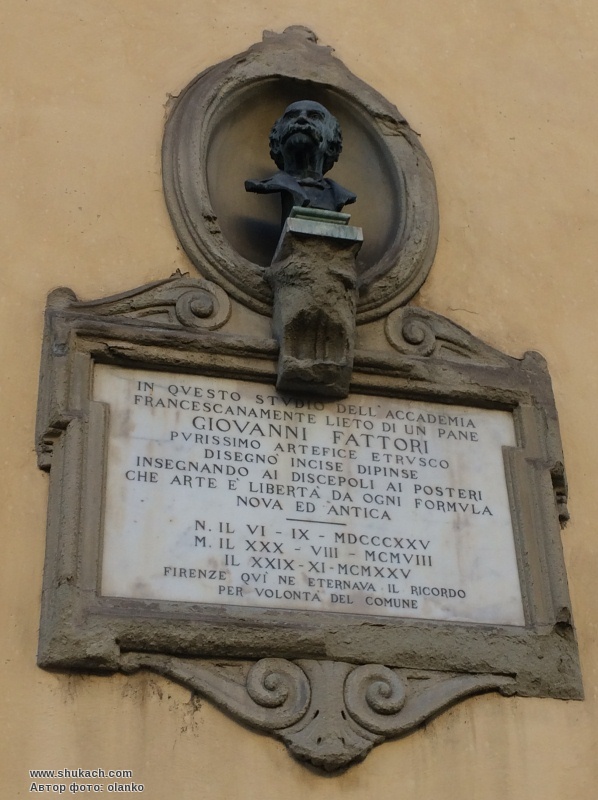 IN QVESTO STVDIO DELL'ACCADEMIA
FRANCESCANAMENTE LIETO DI UN PANE
GIOVANNI FATTORI
PVRISSIMO ARTEFICE ETRVSCO
DISEGNO' INCISE DIPINSE
INSEGNANDO AI DISCEPOLI AI POSTERI
CHE ARTE E' LIBERTA' DA OGNI FORMVLA
NOVA ED ANTICA
N. IL VI - IX - MDCCCXXV
M. IL XXX - VIII - MCMVIII
IL XXIX-XI-MCMXXV
FIRENZE QVI NE ETERNAVA IL RICORDO
PER VOLONTA' DEL COMUNE
www.shukach.com
Автор фото: olanko